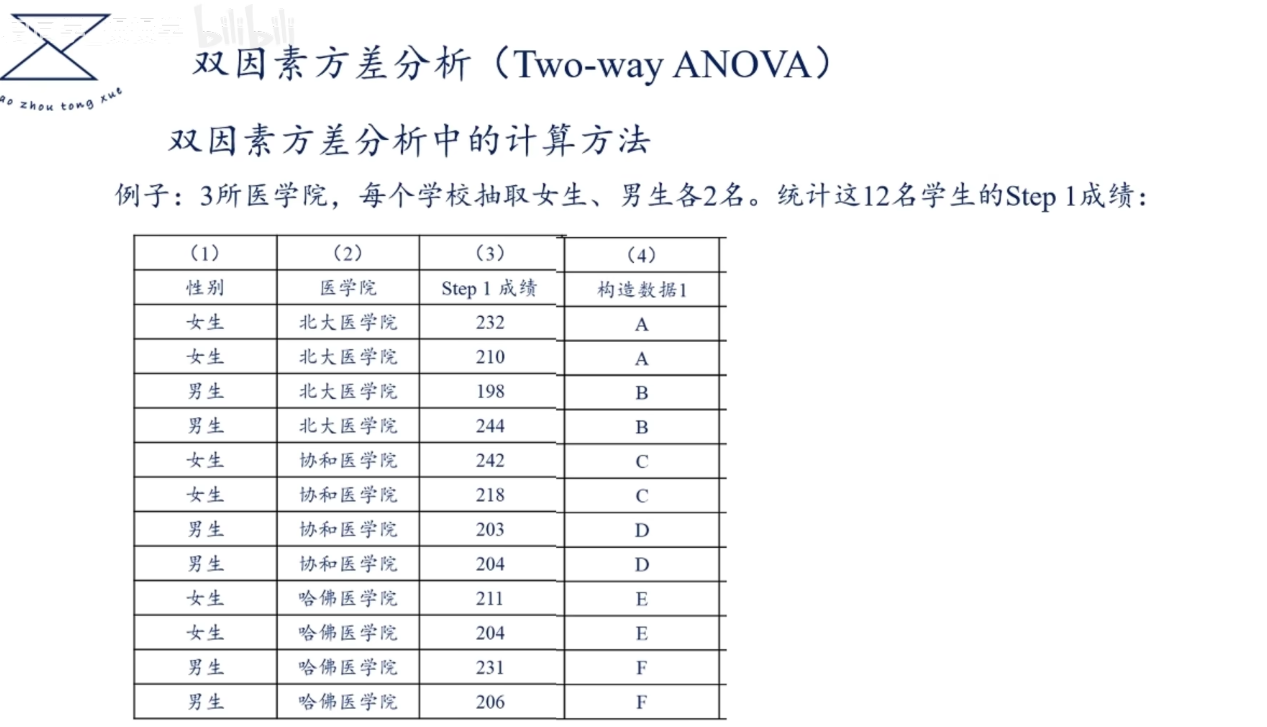 bilibili
ao zhou tong xue
双因素方差分析（Two-way ANOVA）
双因素方差分析中的计算方法
例子：3所医学院，每个学校抽取女生、男生各2名。统计这12名学生的Step 1成绩：
（1） （2） （3） （4）
性别 医学院 Step 1 成绩 构造数据1
女生 北大医学院 232 A
女生 北大医学院 210 A
男生 北大医学院 198 B
男生 北大医学院 244 B
女生 协和医学院 242 C
女生 协和医学院 218 C
男生 协和医学院 203 D
男生 协和医学院 204 D
女生 哈佛医学院 211 E
女生 哈佛医学院 204 E
男生 哈佛医学院 231 F
男生 哈佛医学院 206 F